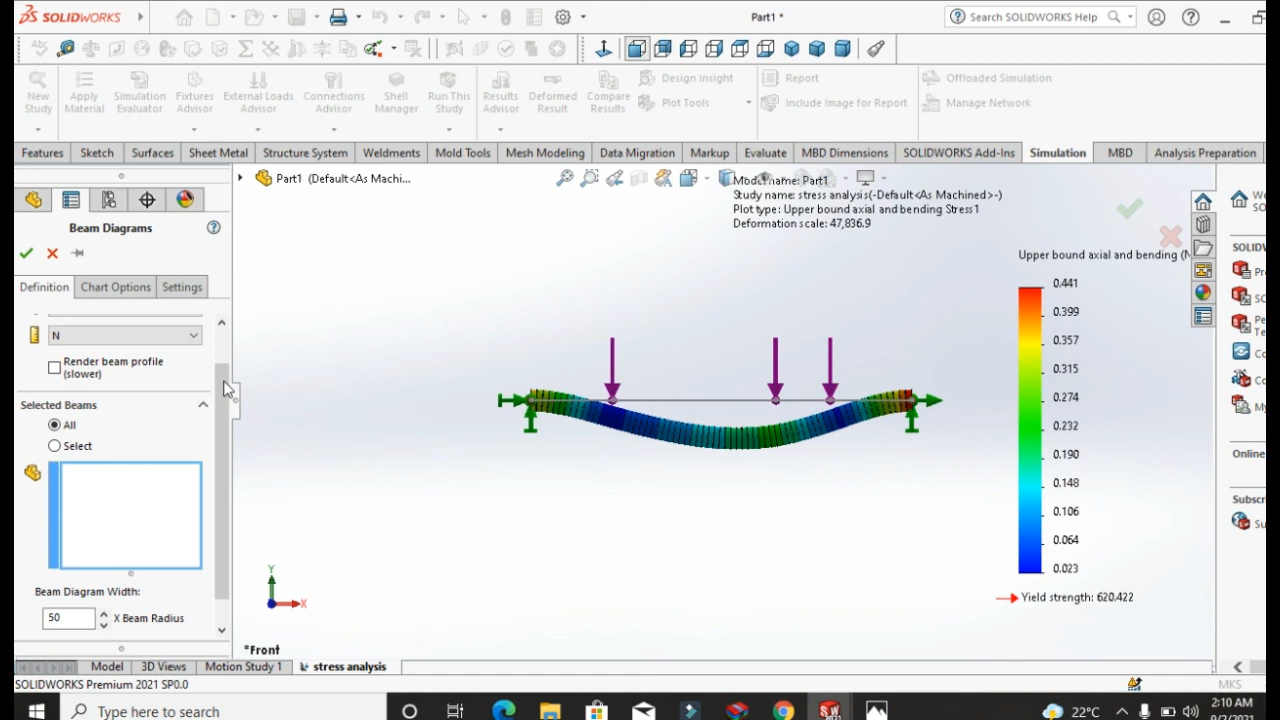 SOLIDWORKS
Part1 *
Search SOLIDWORKS Help
New Study
Apply Material
Simulation Evaluator
Fixtures Advisor
External Loads Advisor
Connections Advisor
Shell Manager
Run This Study
Results Advisor
Deformed Result
Compare Results
Design Insight
Plot Tools
Report
Include Image for Report
Offloaded Simulation
Manage Network
Features
Sketch
Surfaces
Sheet Metal
Structure System
Weldments
Mold Tools
Mesh Modeling
Data Migration
Markup
Evaluate
MBD Dimensions
SOLIDWORKS Add-Ins
Simulation
MBD
Analysis Preparation
Part1 (Default<As Machi...
Model name: Part1
Study name: stress analysis(-Default<As Machined>-)
Plot type: Upper bound axial and bending Stress1
Deformation scale: 47,836.9
Beam Diagrams
Definition
Chart Options
Settings
N
Render beam profile
(slower)
Selected Beams
All
Select
Beam Diagram Width:
50
X Beam Radius
Upper bound axial and bending (N
0.441
0.399
0.357
0.315
0.274
0.232
0.190
0.148
0.106
0.064
0.023
Yield strength: 620.422
Y
X
*Front
SOLID
Online
Subscr
Model
3D Views
Motion Study 1
stress analysis
SOLIDWORKS Premium 2021 SP0.0
MKS
Type here to search
22°C
2:10 AM